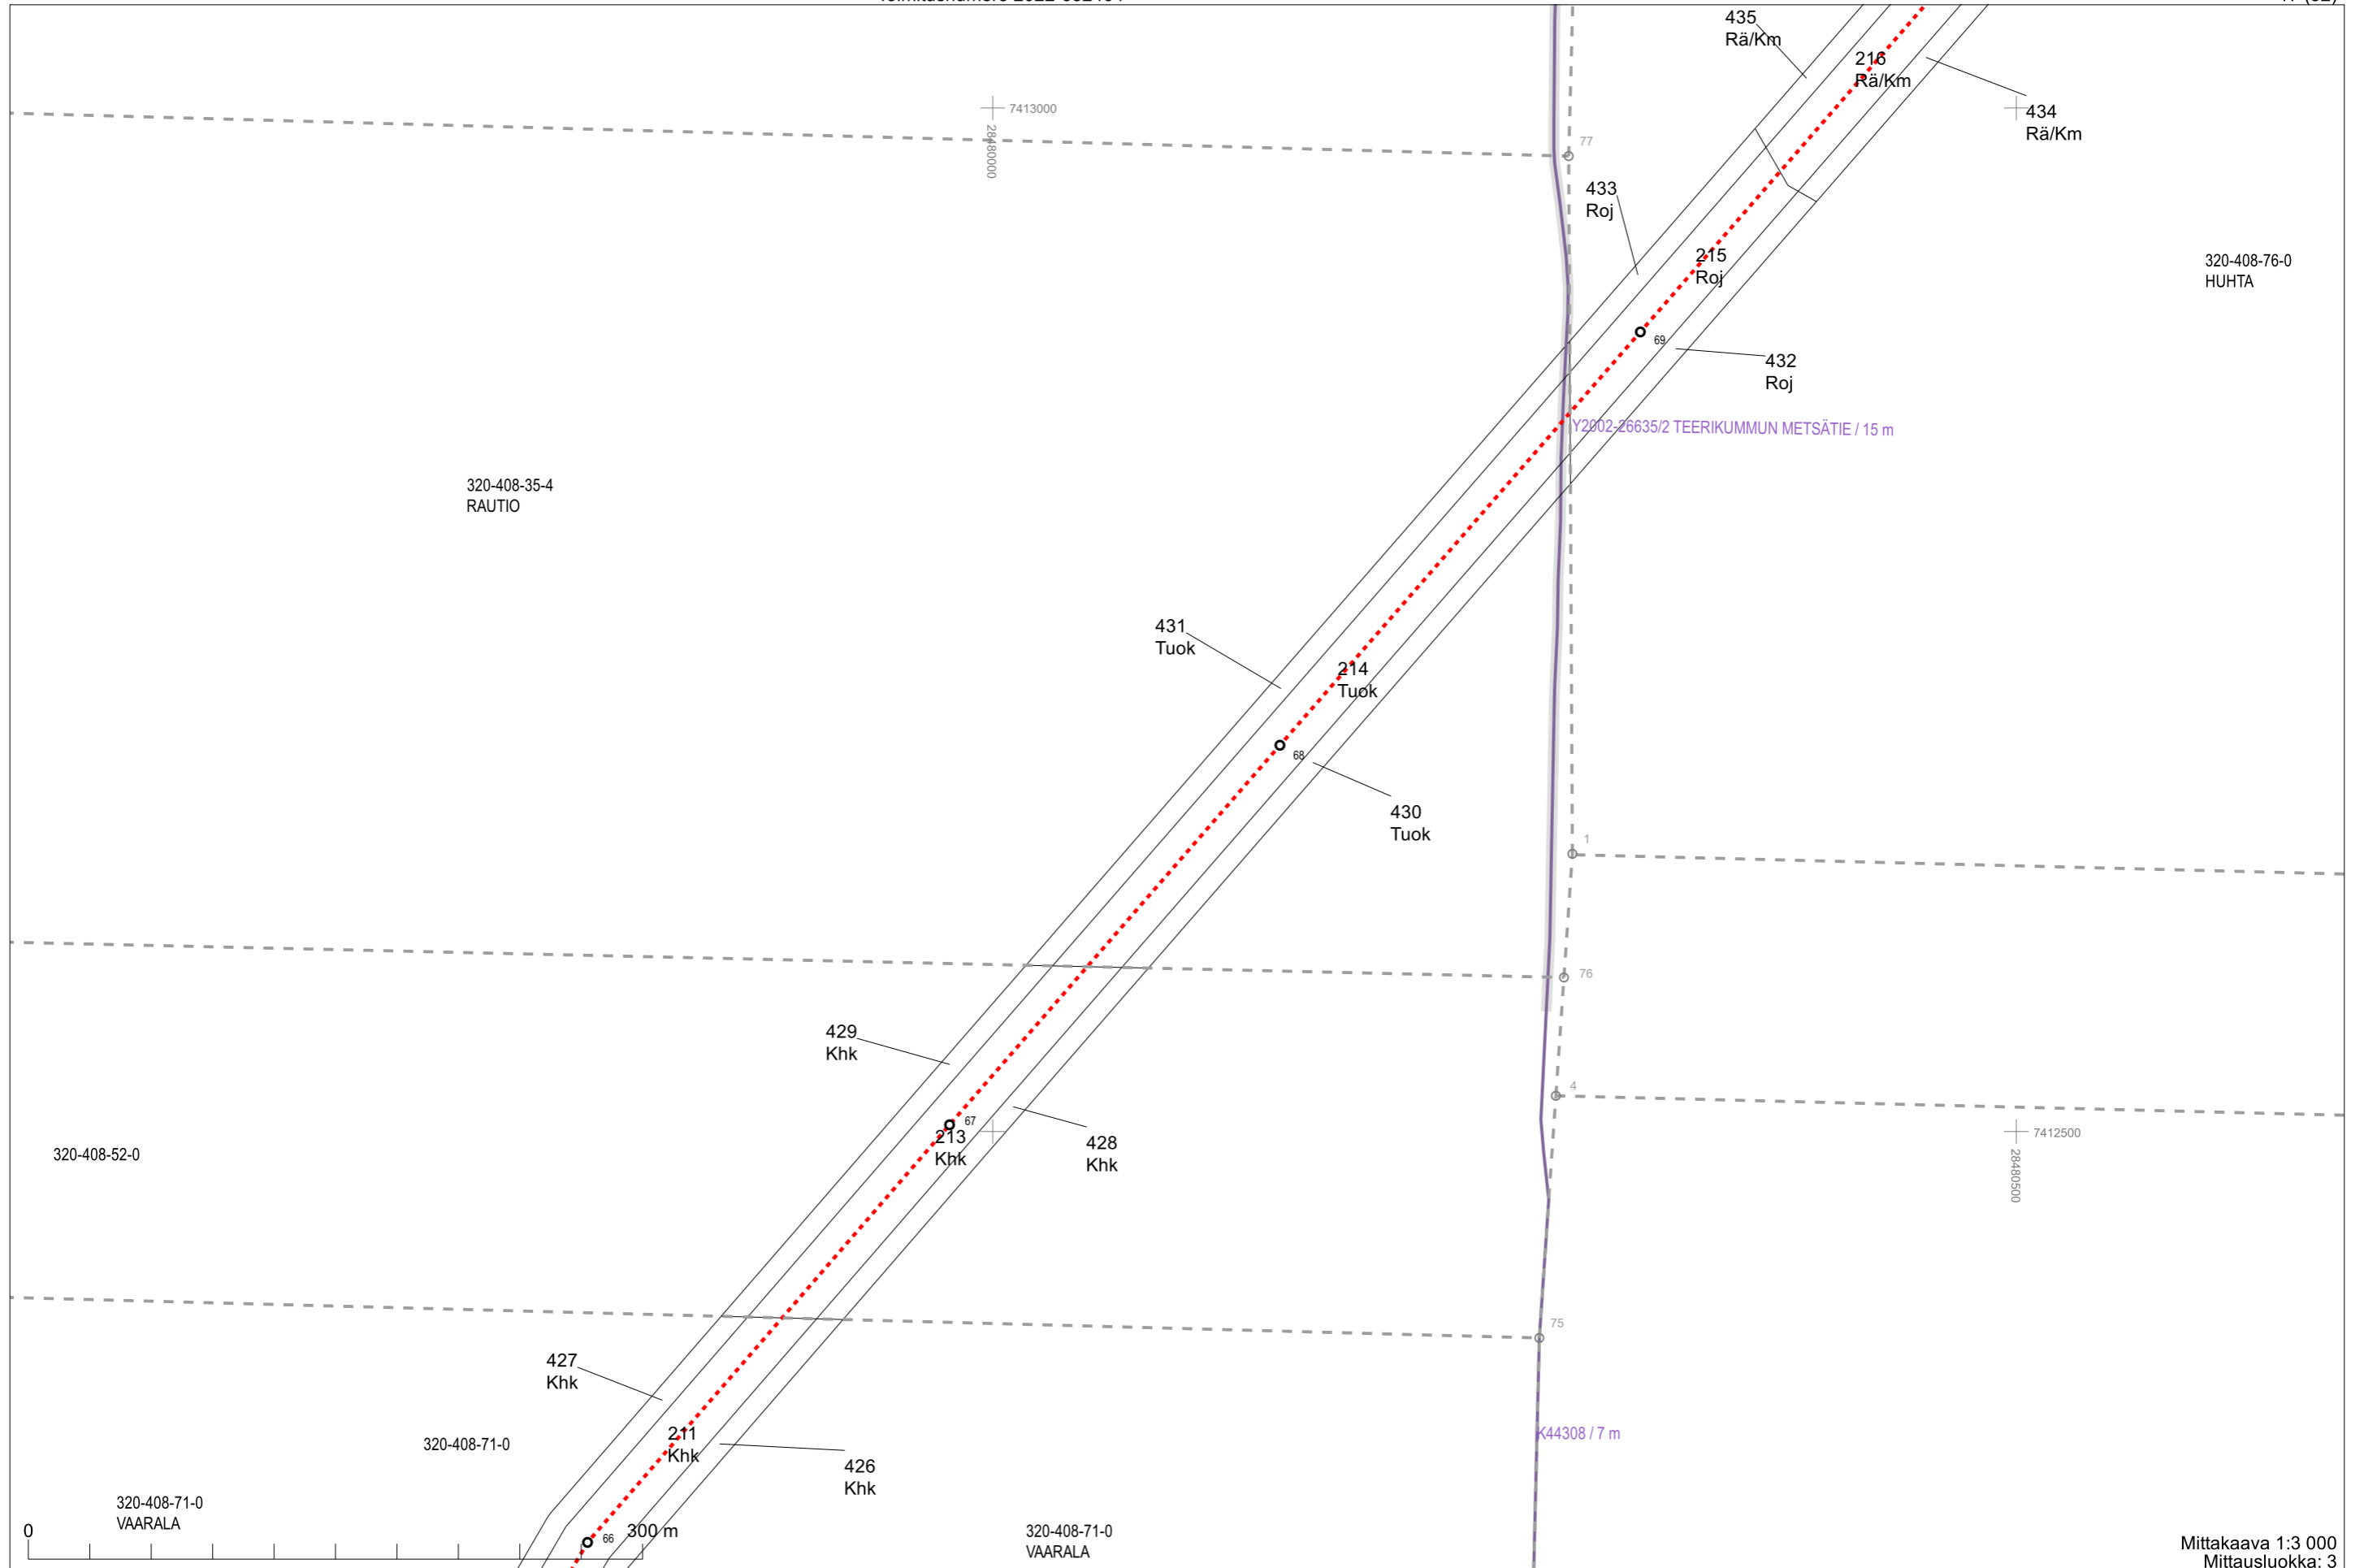 435
Rä/Km
216
Rä/Km
434
Rä/Km
7413000
28480000
77
433
Roj
215
Roj
320-408-76-0
HUHTA
69
432
Roj
Y2002-26635/2 TEERIKUMMUN METSÄTIE / 15 m
320-408-35-4
RAUTIO
431
Tuok
214
Tuok
68
430
Tuok
1
76
429
Khk
4
67
213
Khk
428
Khk
7412500
28480500
320-408-52-0
75
427
Khk
211
Khk
K44308 / 7 m
320-408-71-0
426
Khk
320-408-71-0
VAARALA
0
66
300 m
320-408-71-0
VAARALA
Mittakaava 1:3 000
Mittausluokka: 3